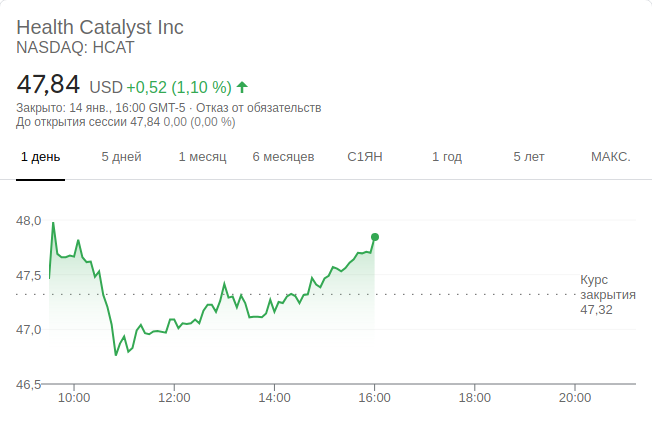 Health Catalyst Inc
NASDAQ: HCAT
47,84 USD +0,52 (1,10 %)
Закрыто: 14 янв., 16:00 GMT-5 · Отказ от обязательств
До открытия сессии 47,84 0,00 (0,00 %)
1 день 5 дней 1 месяц 6 месяцев С1ЯН 1 год 5 лет МАКС.
48,0
47,5
47,0
46,5
Курс
закрытия
47,32
10:00 12:00 14:00 16:00 18:00 20:00